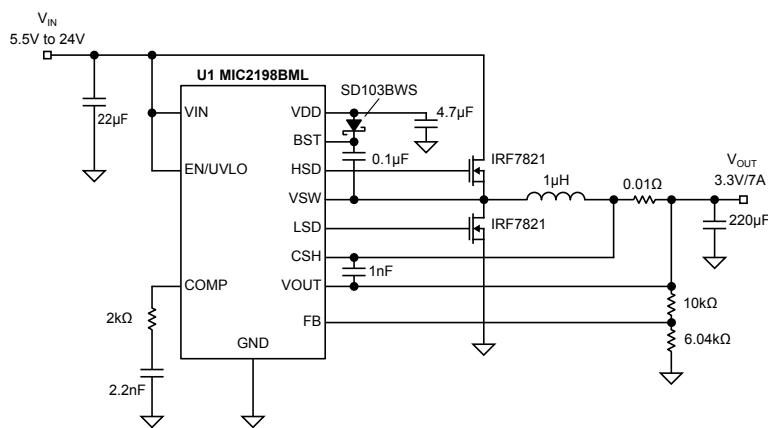 V_IN
5.5V to 24V
U1 MIC2198BML
SD103BWS
VDD
4.7µF
22µF
VIN
BST
0.1µF
IRF7821
V_OUT
3.3V/7A
EN/UVLO
HSD
1µH
0.01Ω
VSW
IRF7821
220µF
LSD
CSH
1nF
COMP
VOUT
10kΩ
2kΩ
FB
6.04kΩ
GND
2.2nF